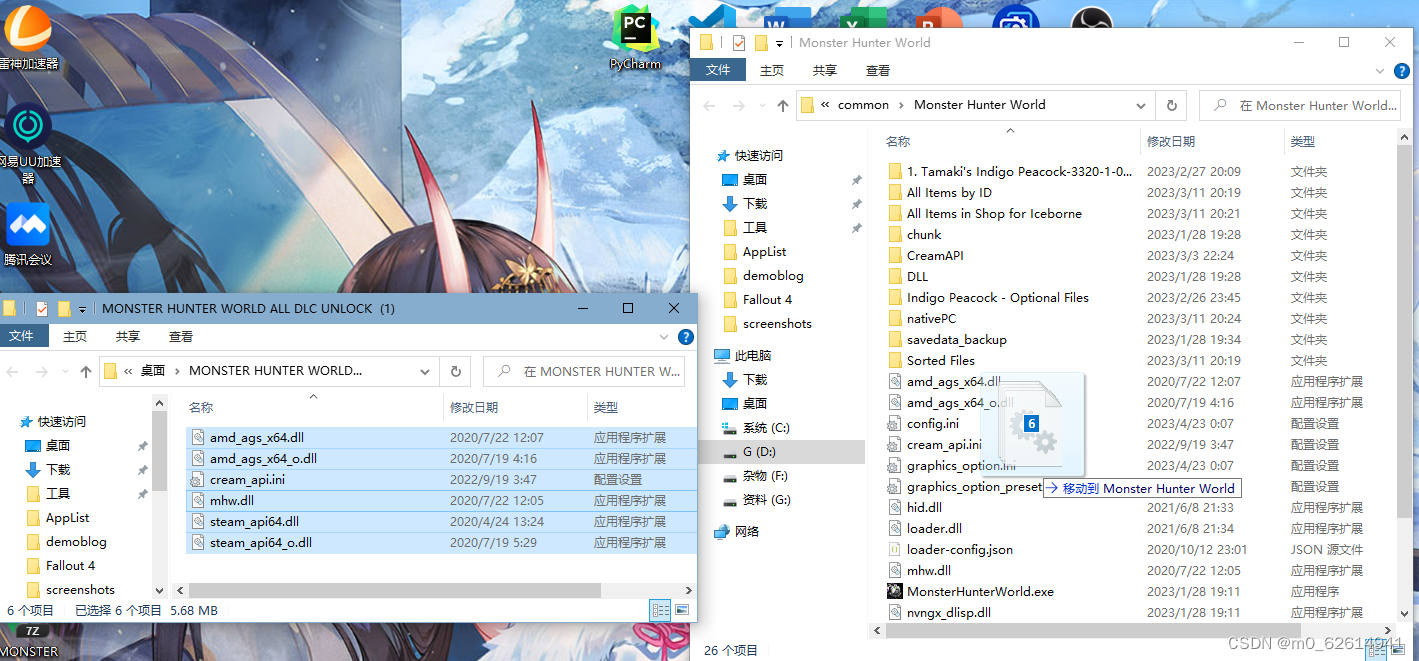 雷神加速器
网易UU加速
器
腾讯会议
PC
PyCharm
Monster Hunter World
文件 主页 共享 查看
« common › Monster Hunter World
在 Monster Hunter World...
快速访问
桌面
下载
工具
AppList
demoblog
Fallout 4
screenshots
此电脑
下载
桌面
系统 (C:)
G (D:)
杂物 (F:)
资料 (G:)
网络
名称 修改日期 类型
1. Tamaki's Indigo Peacock-3320-1-0... 2023/2/27 20:09 文件夹
All Items by ID 2023/3/11 20:19 文件夹
All Items in Shop for Iceborne 2023/3/11 20:21 文件夹
chunk 2023/1/28 19:28 文件夹
CreamAPI 2023/3/3 22:24 文件夹
DLL 2023/1/28 19:28 文件夹
Indigo Peacock - Optional Files 2023/2/26 23:45 文件夹
nativePC 2023/3/11 20:24 文件夹
savedata_backup 2023/1/28 19:34 文件夹
Sorted Files 2023/3/11 20:19 文件夹
amd_ags_x64.dll 2020/7/22 12:07 应用程序扩展
amd_ags_x64_o.dll 2020/7/19 4:16 应用程序扩展
config.ini 2023/4/23 0:07 配置设置
cream_api.ini 2022/9/19 3:47 配置设置
graphics_option.ini 2023/4/23 0:07 配置设置
graphics_option_preset 配置设置
hid.dll 2021/6/8 21:33 应用程序扩展
loader.dll 2021/6/8 21:34 应用程序扩展
loader-config.json 2020/10/12 23:01 JSON 源文件
mhw.dll 2020/7/22 12:05 应用程序扩展
MonsterHunterWorld.exe 2023/1/28 19:11 应用程序
nvngx_dlisp.dll 2023/1/28 19:11 应用程序扩展
6
移动到 Monster Hunter World
26 个项目
MONSTER HUNTER WORLD ALL DLC UNLOCK (1)
文件 主页 共享 查看
« 桌面 › MONSTER HUNTER WORLD...
在 MONSTER HUNTER W...
快速访问
桌面
下载
工具
AppList
demoblog
Fallout 4
screenshots
名称 修改日期 类型
amd_ags_x64.dll 2020/7/22 12:07 应用程序扩展
amd_ags_x64_o.dll 2020/7/19 4:16 应用程序扩展
cream_api.ini 2022/9/19 3:47 配置设置
mhw.dll 2020/7/22 12:05 应用程序扩展
steam_api64.dll 2020/4/24 13:24 应用程序扩展
steam_api64_o.dll 2020/7/19 5:29 应用程序扩展
6 个项目 已选择 6 个项目 5.68 MB
7Z
MONSTER
CSDN @m0_62614941